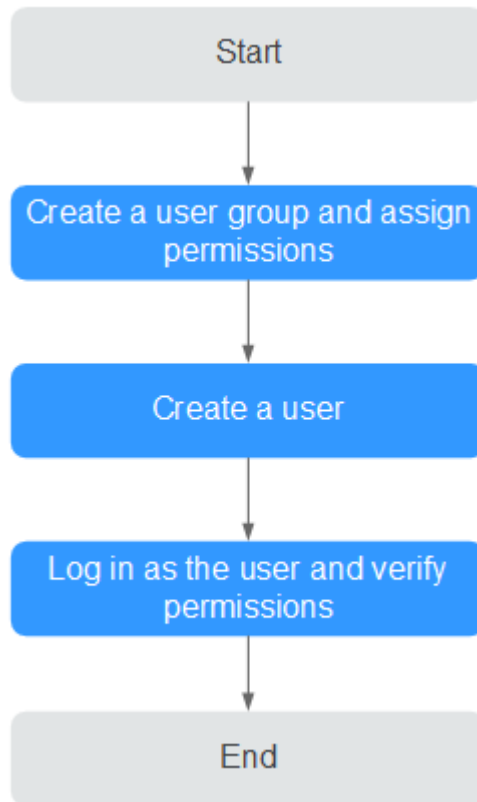 Start
Create a user group and assign
permissions
Create a user
Log in as the user and verify
permissions
End